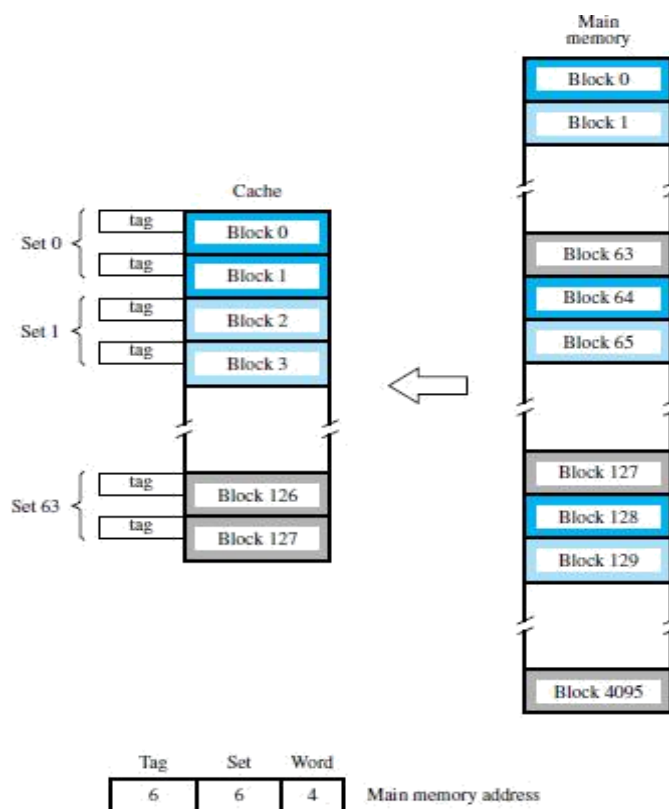 Main
memory
Block 0
Block 1
Cache
tag
Set 0
Block 0
tag
Block 1
tag
Set 1
Block 2
tag
Block 3
Block 63
Block 64
Block 65
tag
Set 63
Block 126
tag
Block 127
Block 127
Block 128
Block 129
Block 4095
Tag Set Word
6 6 4 Main memory address